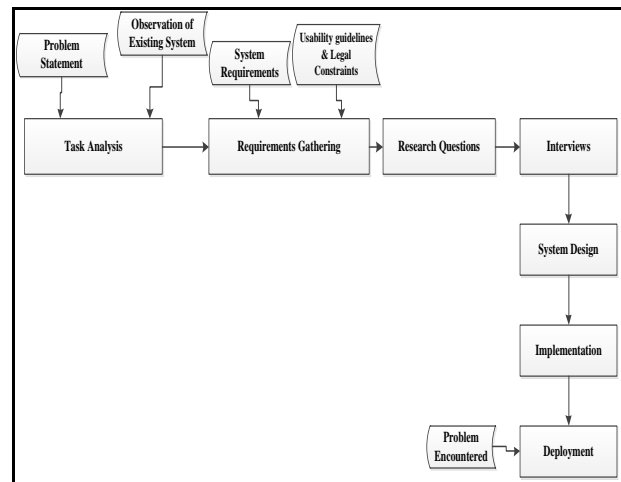 Observation of
Existing System
Problem
Statement
System
Requirements
Usability guidelines
& Legal
Constraints
Task Analysis
Requirements Gathering
Research Questions
Interviews
System Design
Implementation
Problem
Encountered
Deployment